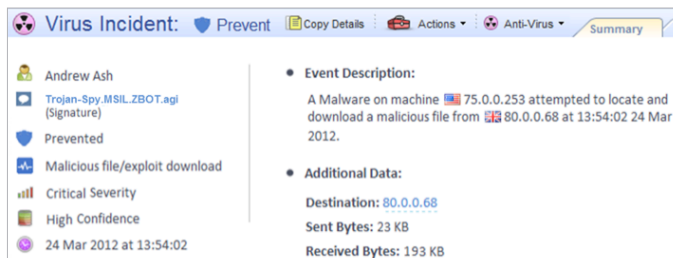 Virus Incident: Prevent Copy Details Actions Anti-Virus Summary
Andrew Ash
Trojan-Spy.MSIL.ZBOT.agi
(Signature)
Prevented
Malicious file/exploit download
Critical Severity
High Confidence
24 Mar 2012 at 13:54:02
Event Description:
A Malware on machine 75.0.0.253 attempted to locate and
download a malicious file from 80.0.0.68 at 13:54:02 24 Mar
2012.
Additional Data:
Destination: 80.0.0.68
Sent Bytes: 23 KB
Received Bytes: 193 KB